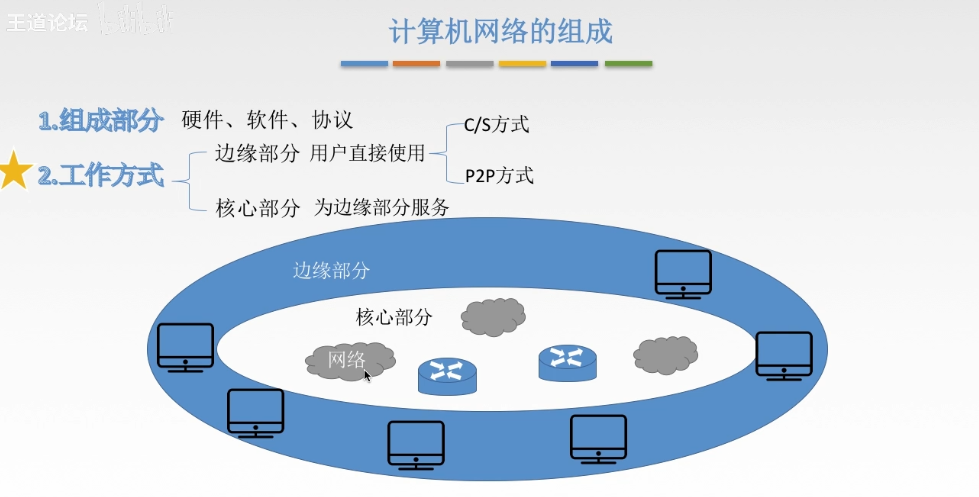 王道论坛
计算机网络的组成
1.组成部分 硬件、软件、协议
C/S方式
边缘部分 用户直接使用
2.工作方式
P2P方式
核心部分 为边缘部分服务
边缘部分
核心部分
网络